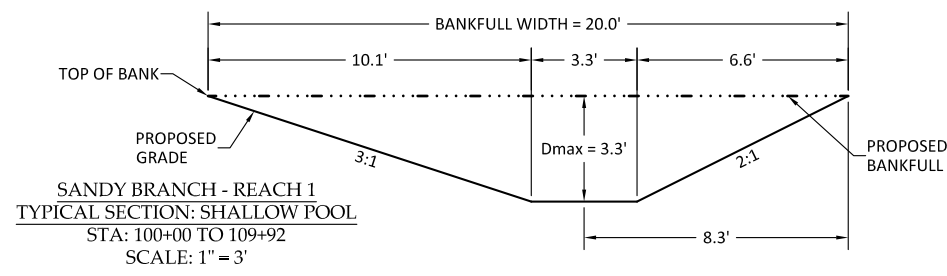 BANKFULL WIDTH = 20.0'
10.1'
3.3'
6.6'
TOP OF BANK
PROPOSED
GRADE
3:1
Dmax = 3.3'
2:1
PROPOSED
BANKFULL
8.3'
SANDY BRANCH - REACH 1
TYPICAL SECTION: SHALLOW POOL
STA: 100+00 TO 109+92
SCALE: 1" = 3'